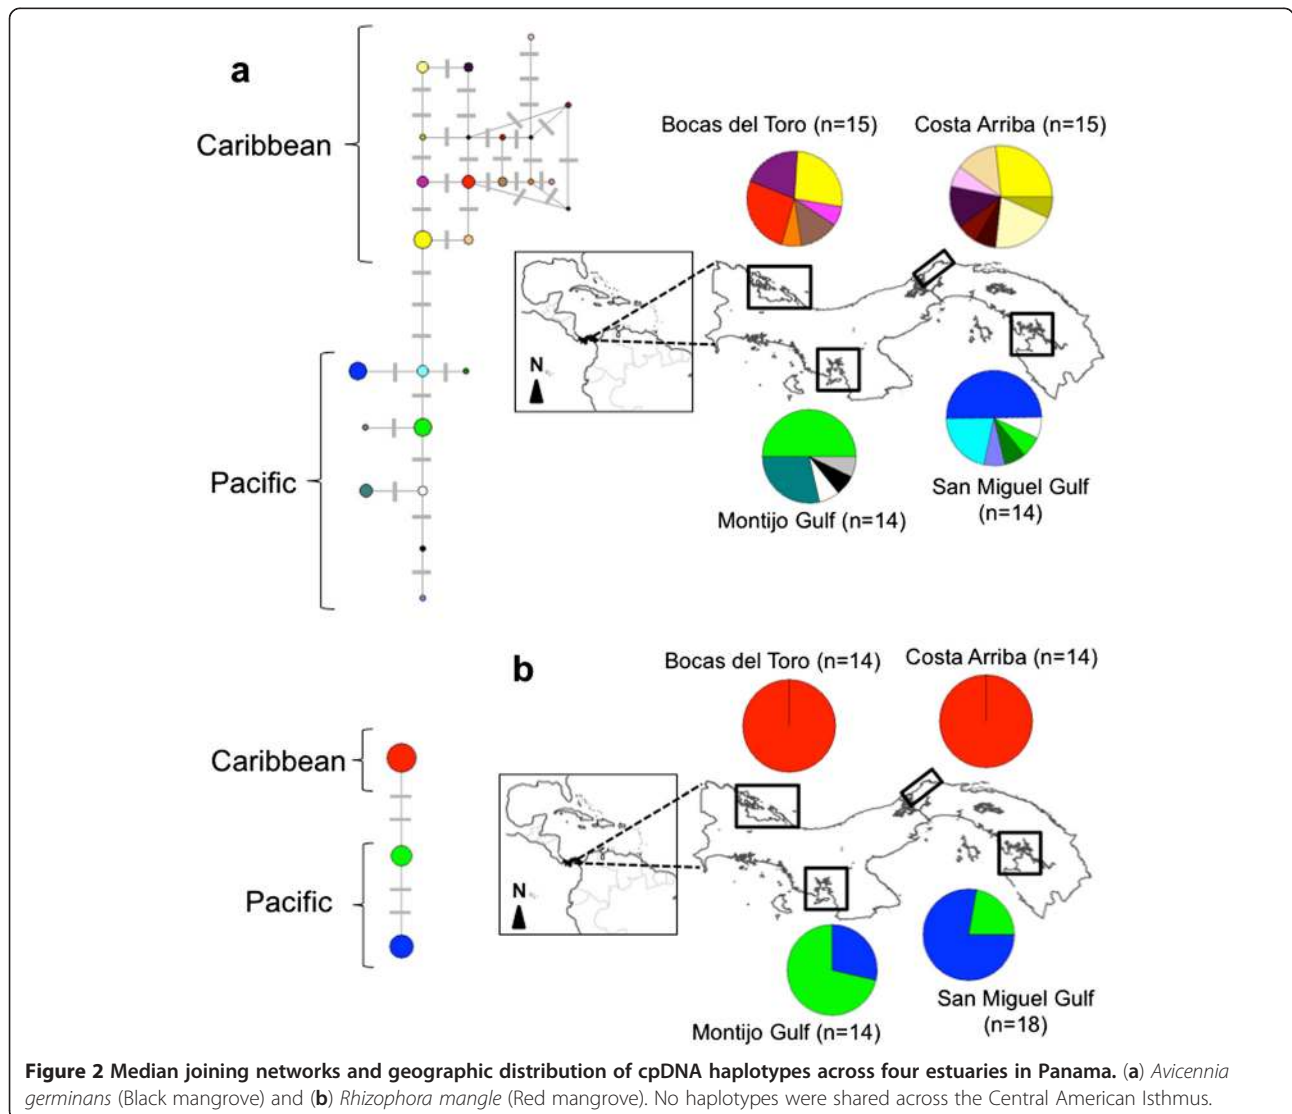 a
Caribbean
Pacific
Bocas del Toro (n=15)
Costa Arriba (n=15)
N
Montijo Gulf (n=14)
San Miguel Gulf
(n=14)
b
Caribbean
Pacific
Bocas del Toro (n=14)
Costa Arriba (n=14)
N
Montijo Gulf (n=14)
San Miguel Gulf
(n=18)
Figure 2 Median joining networks and geographic distribution of cpDNA haplotypes across four estuaries in Panama. (a) Avicennia
germinans (Black mangrove) and (b) Rhizophora mangle (Red mangrove). No haplotypes were shared across the Central American Isthmus.